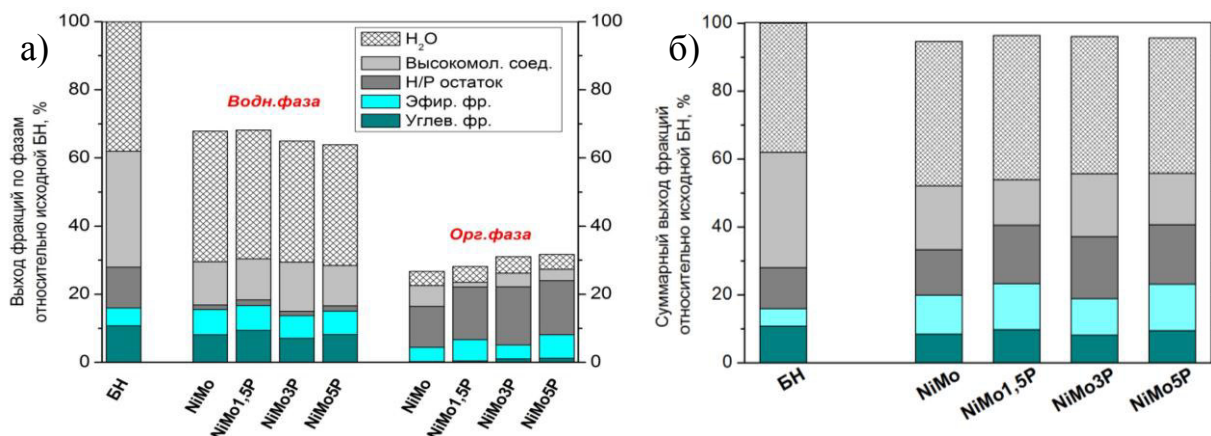 а)
Выход фракций по фазам
относительно исходной БН, %
100
80
60
40
20
0
H2O
Высокомол. соед.
Н/Р остаток
Эфир. фр.
Углев. фр.
Водн.фаза
Орг.фаза
БН
NiMo
NiMo1,5P
NiMo3P
NiMo5P
NiMo
NiMo1,5P
NiMo3P
NiMo5P
100
80
60
40
20
0
б)
Суммарный выход фракций
относительно исходной БН, %
100
80
60
40
20
0
БН
NiMo
NiMo1,5P
NiMo3P
NiMo5P